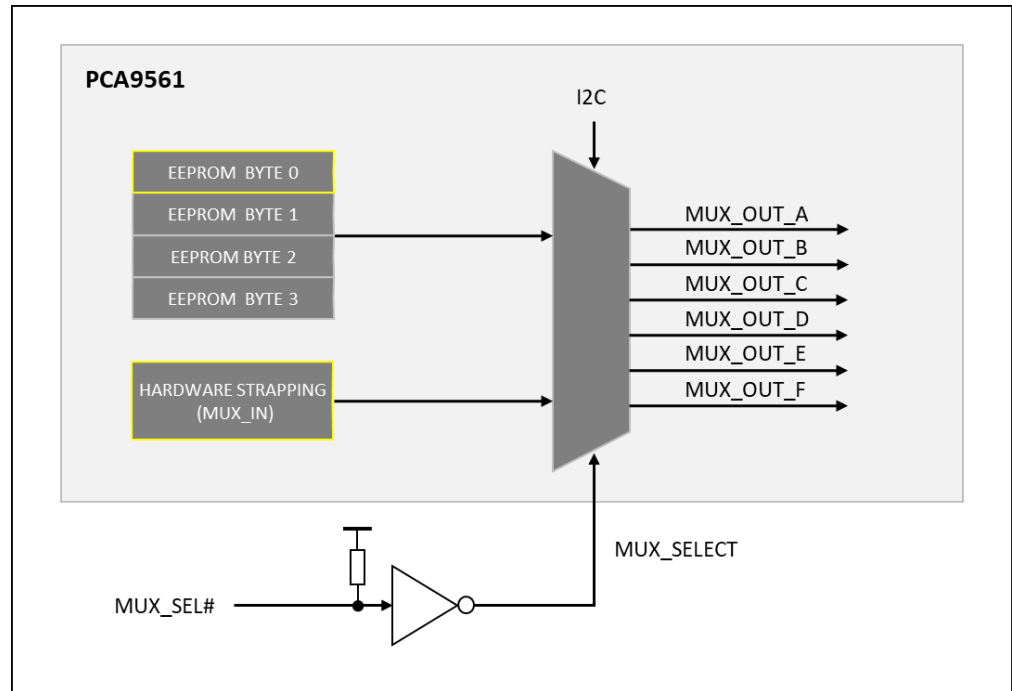 PCA9561
I2C
EEPROM BYTE 0
EEPROM BYTE 1
EEPROM BYTE 2
EEPROM BYTE 3
HARDWARE STRAPPING
(MUX_IN)
MUX_OUT_A
MUX_OUT_B
MUX_OUT_C
MUX_OUT_D
MUX_OUT_E
MUX_OUT_F
MUX_SELECT
MUX_SEL#